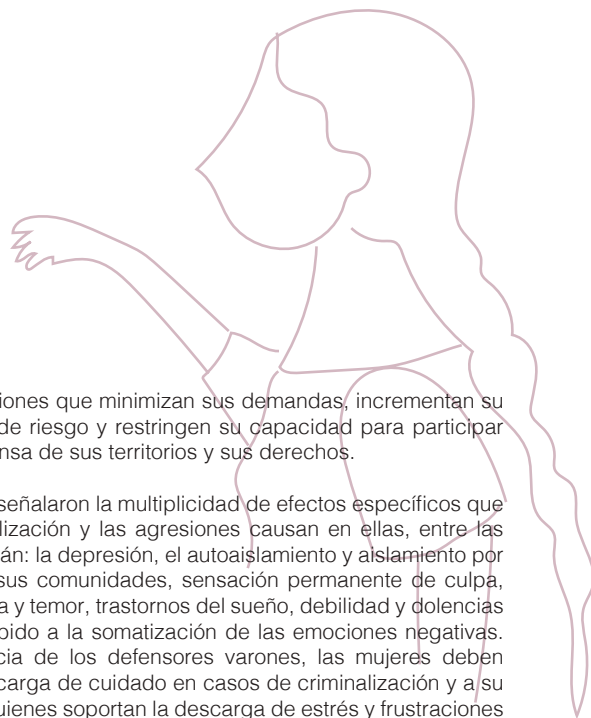 iones que minimizan sus demandas, incrementan su
de riesgo y restringen su capacidad para participar
ensa de sus territorios y sus derechos.
señalaron la multiplicidad de efectos específicos que
lización y las agresiones causan en ellas, entre las
án: la depresión, el autoaislamiento y aislamiento por
sus comunidades, sensación permanente de culpa,
a y temor, trastornos del sueño, debilidad y dolencias
bido a la somatización de las emociones negativas.
cia de los defensores varones, las mujeres deben
carga de cuidado en casos de criminalización y a su
quienes soportan la descarga de estrés y frustraciones